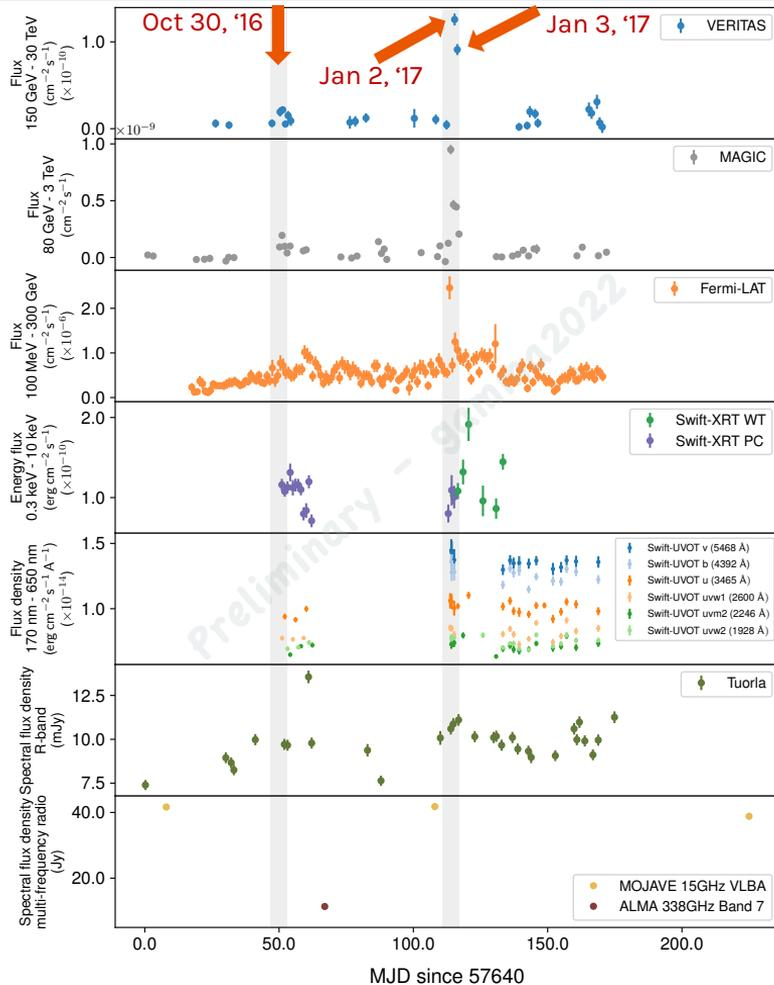 Oct 30, ‘16
Jan 3, ‘17
Jan 2, ‘17
VERITAS
Flux
150 GeV - 30 TeV
(cm⁻² s⁻¹)
(×10⁻¹⁰)
1.0
0.0
×10⁻⁹
MAGIC
Flux
80 GeV - 3 TeV
(cm⁻² s⁻¹)
1.0
0.5
0.0
Fermi-LAT
Flux
100 MeV - 300 GeV
(cm⁻² s⁻¹)
(×10⁻⁶)
2.0
1.0
0.0
Swift-XRT WT
Swift-XRT PC
Energy flux
0.3 keV - 10 keV
(erg cm⁻² s⁻¹)
(×10⁻¹⁰)
2.0
1.0
Swift-UVOT v (5468 Å)
Swift-UVOT b (4392 Å)
Swift-UVOT u (3465 Å)
Swift-UVOT uvw1 (2600 Å)
Swift-UVOT uvm2 (2246 Å)
Swift-UVOT uvw2 (1928 Å)
Flux density
170 nm - 650 nm
(erg cm⁻² s⁻¹ A⁻¹)
(×10⁻¹⁴)
1.5
1.0
Tuorla
Spectral flux density
R-band
(mJy)
12.5
10.0
7.5
Spectral flux density
multi-frequency radio
(Jy)
40.0
20.0
MOJAVE 15GHz VLBA
ALMA 338GHz Band 7
0.0 50.0 100.0 150.0 200.0
MJD since 57640
Preliminary - gamma2022